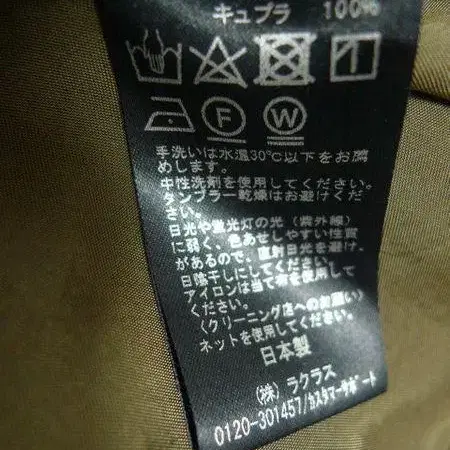 キュプラ 100%
F W
手洗いは水温30℃以下をお薦
めします。
中性洗剤を使用してください。
タンブラー乾燥はお避けくだ
さい。
日光や蛍光灯の光（紫外線）
に弱く、色あせしやすい性質
があるので、直射日光を避け、
日陰干しにしてください。
アイロンは当て布を使用して
ください。
〈クリーニング店へのお願い〉
ネットを使用してください。
日本製
（株）ラクラス
0120-301457/カスタマーサポート